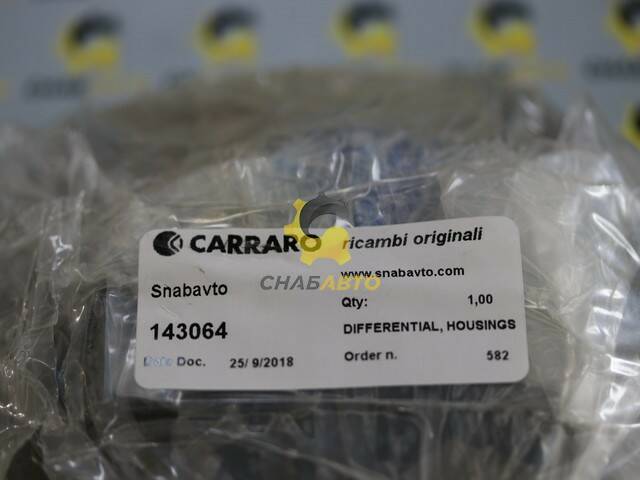 CARRARO ricambi originali
www.snabavto.com
СНАБАВТО
Snabavto
Qty: 1,00
143064
DIFFERENTIAL, HOUSINGS
Date Doc. 25/ 9/2018
Order n. 582